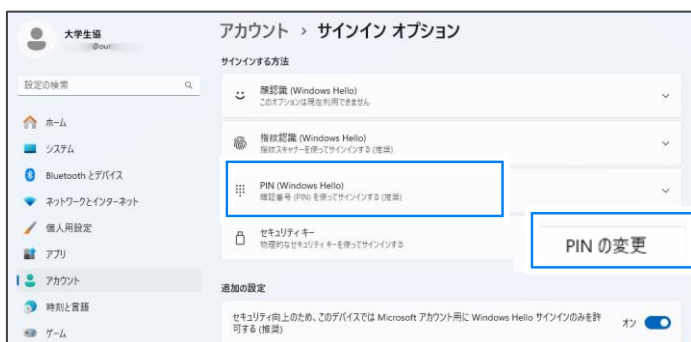 大学生協
@out
アカウント › サインイン オプション
サインインする方法
設定の検索
顔認識 (Windows Hello)
このオプションは現在利用できません
ホーム
指紋認識 (Windows Hello)
指紋スキャナーを使ってサインインする (推奨)
システム
Bluetooth とデバイス
PIN (Windows Hello)
暗証番号 (PIN) を使ってサインインする (推奨)
ネットワークとインターネット
個人用設定
セキュリティ キー
物理的なセキュリティ キーを使ってサインインする
PIN の変更
アプリ
アカウント
追加の設定
時刻と言語
セキュリティ向上のため、このデバイスでは Microsoft アカウント用に Windows Hello サインインのみを許
可する (推奨)
オン
ゲーム